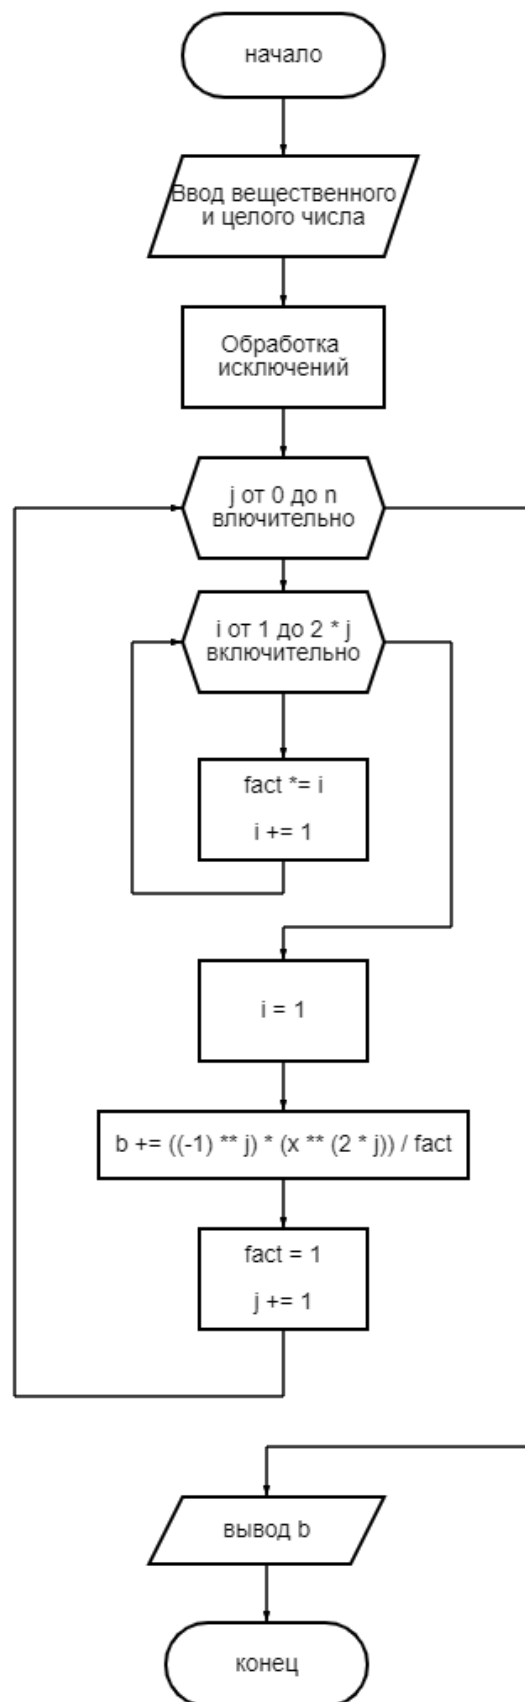 начало
Ввод вещественного
и целого числа
Обработка
исключений
j от 0 до n
влючительно
i от 1 до 2 * j
включительно
fact *= i
i += 1
i = 1
b += ((-1) ** j) * (x ** (2 * j)) / fact
fact = 1
j += 1
вывод b
конец